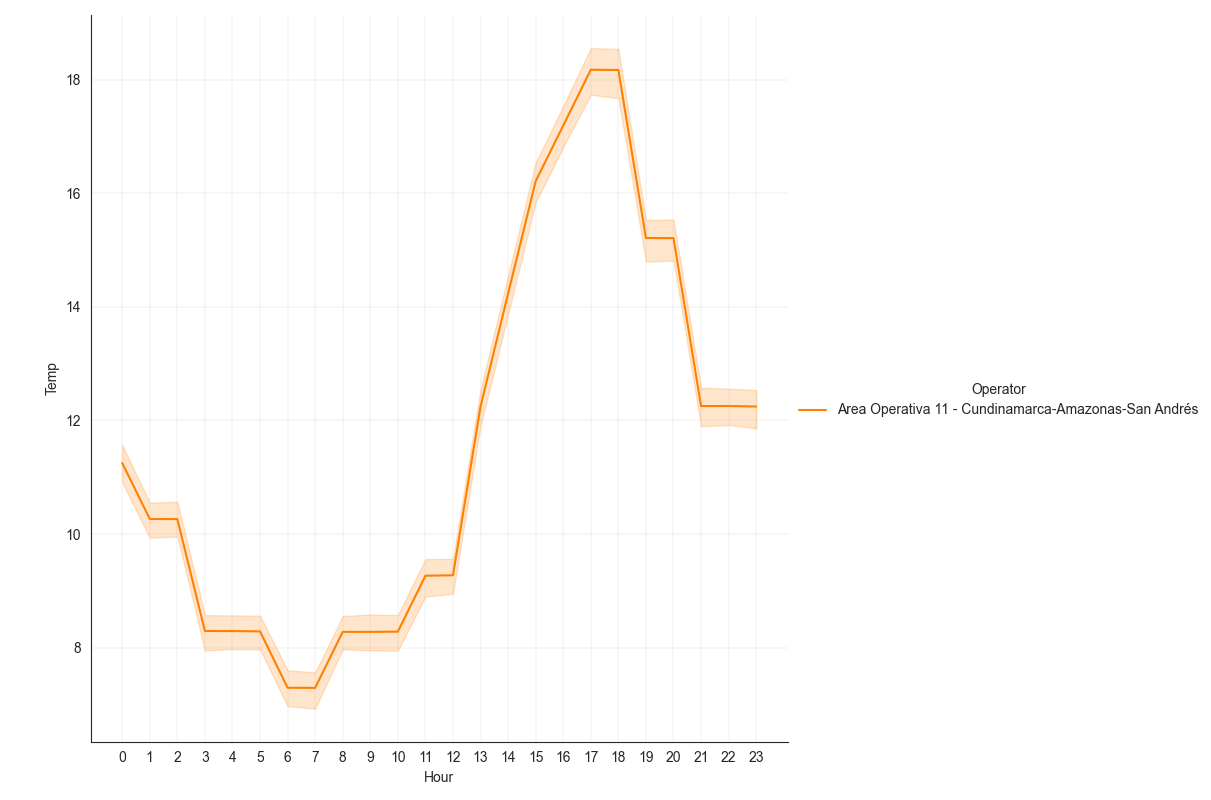 18
16
14
12
10
8
Temp
0 1 2 3 4 5 6 7 8 9 10 11 12 13 14 15 16 17 18 19 20 21 22 23
Hour
Operator
Area Operativa 11 - Cundinamarca-Amazonas-San Andrés